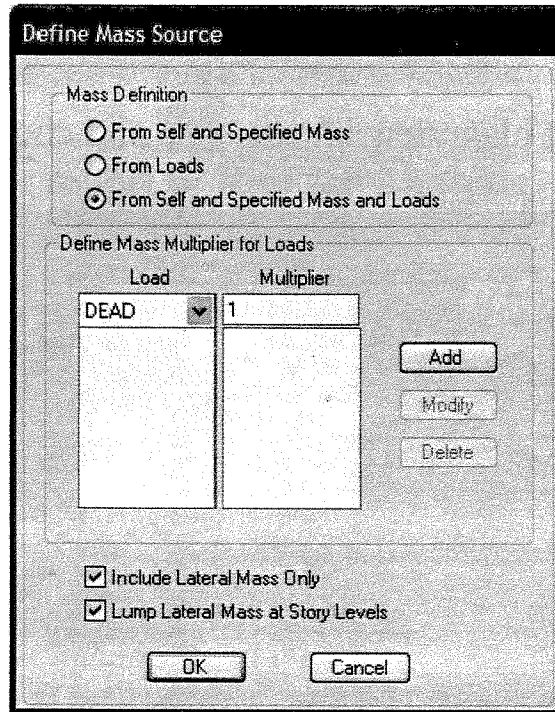 Define Mass Source
Mass Definition
From Self and Specified Mass
From Loads
From Self and Specified Mass and Loads
Define Mass Multiplier for Loads
Load Multiplier
DEAD 1
Add
Modify
Delete
Include Lateral Mass Only
Lump Lateral Mass at Story Levels
OK Cancel